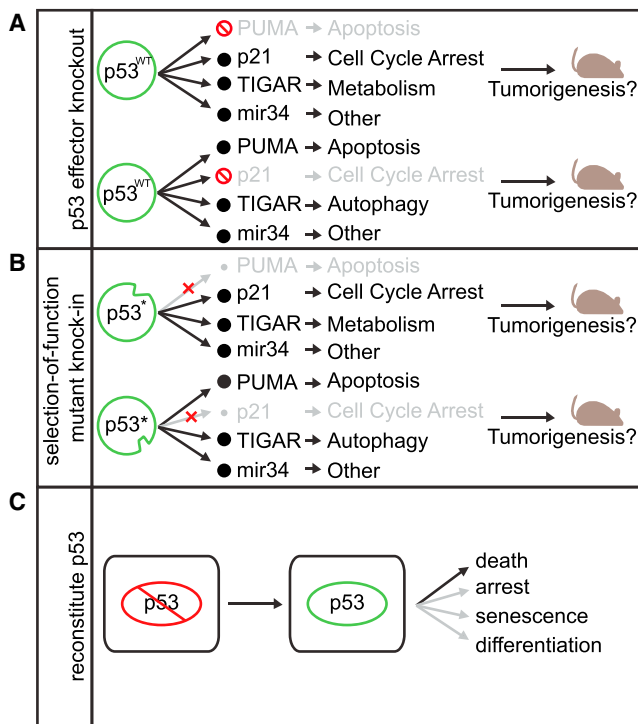 A
p53 effector knockout
p53WT
PUMA Apoptosis
p21 Cell Cycle Arrest
TIGAR Metabolism
mir34 Other
Tumorigenesis?
p53WT
PUMA Apoptosis
p21 Cell Cycle Arrest
TIGAR Autophagy
mir34 Other
Tumorigenesis?
B
selection-of-function
mutant knock-in
p53*
PUMA Apoptosis
p21 Cell Cycle Arrest
TIGAR Metabolism
mir34 Other
Tumorigenesis?
p53*
PUMA Apoptosis
p21 Cell Cycle Arrest
TIGAR Autophagy
mir34 Other
Tumorigenesis?
C
reconstitute p53
p53
p53
death
arrest
senescence
differentiation